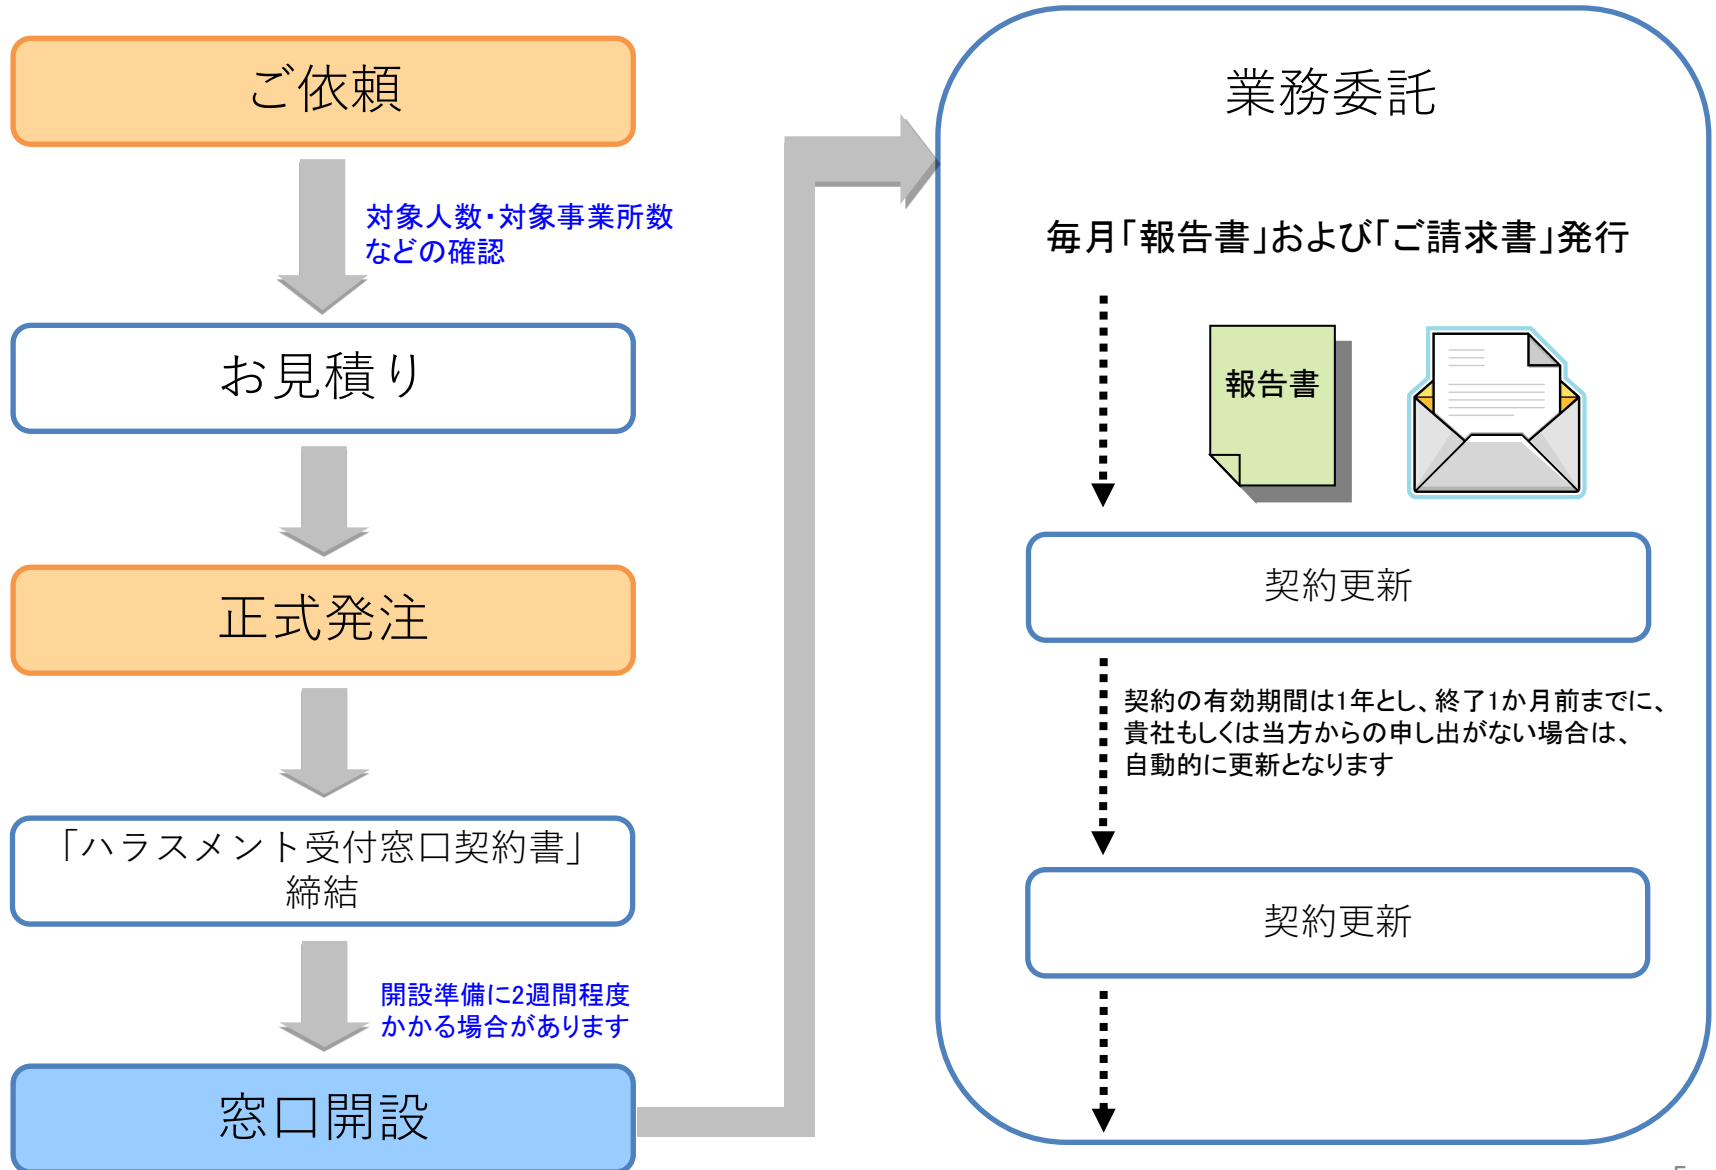 ご依頼
対象人数・対象事業所数
などの確認
お見積り
正式発注
「ハラスメント受付窓口契約書」
締結
開設準備に2週間程度
かかる場合があります
窓口開設
業務委託
毎月「報告書」および「ご請求書」発行
報告書
契約更新
契約の有効期間は1年とし、終了1か月前までに、
貴社もしくは当方からの申し出がない場合は、
自動的に更新となります
契約更新